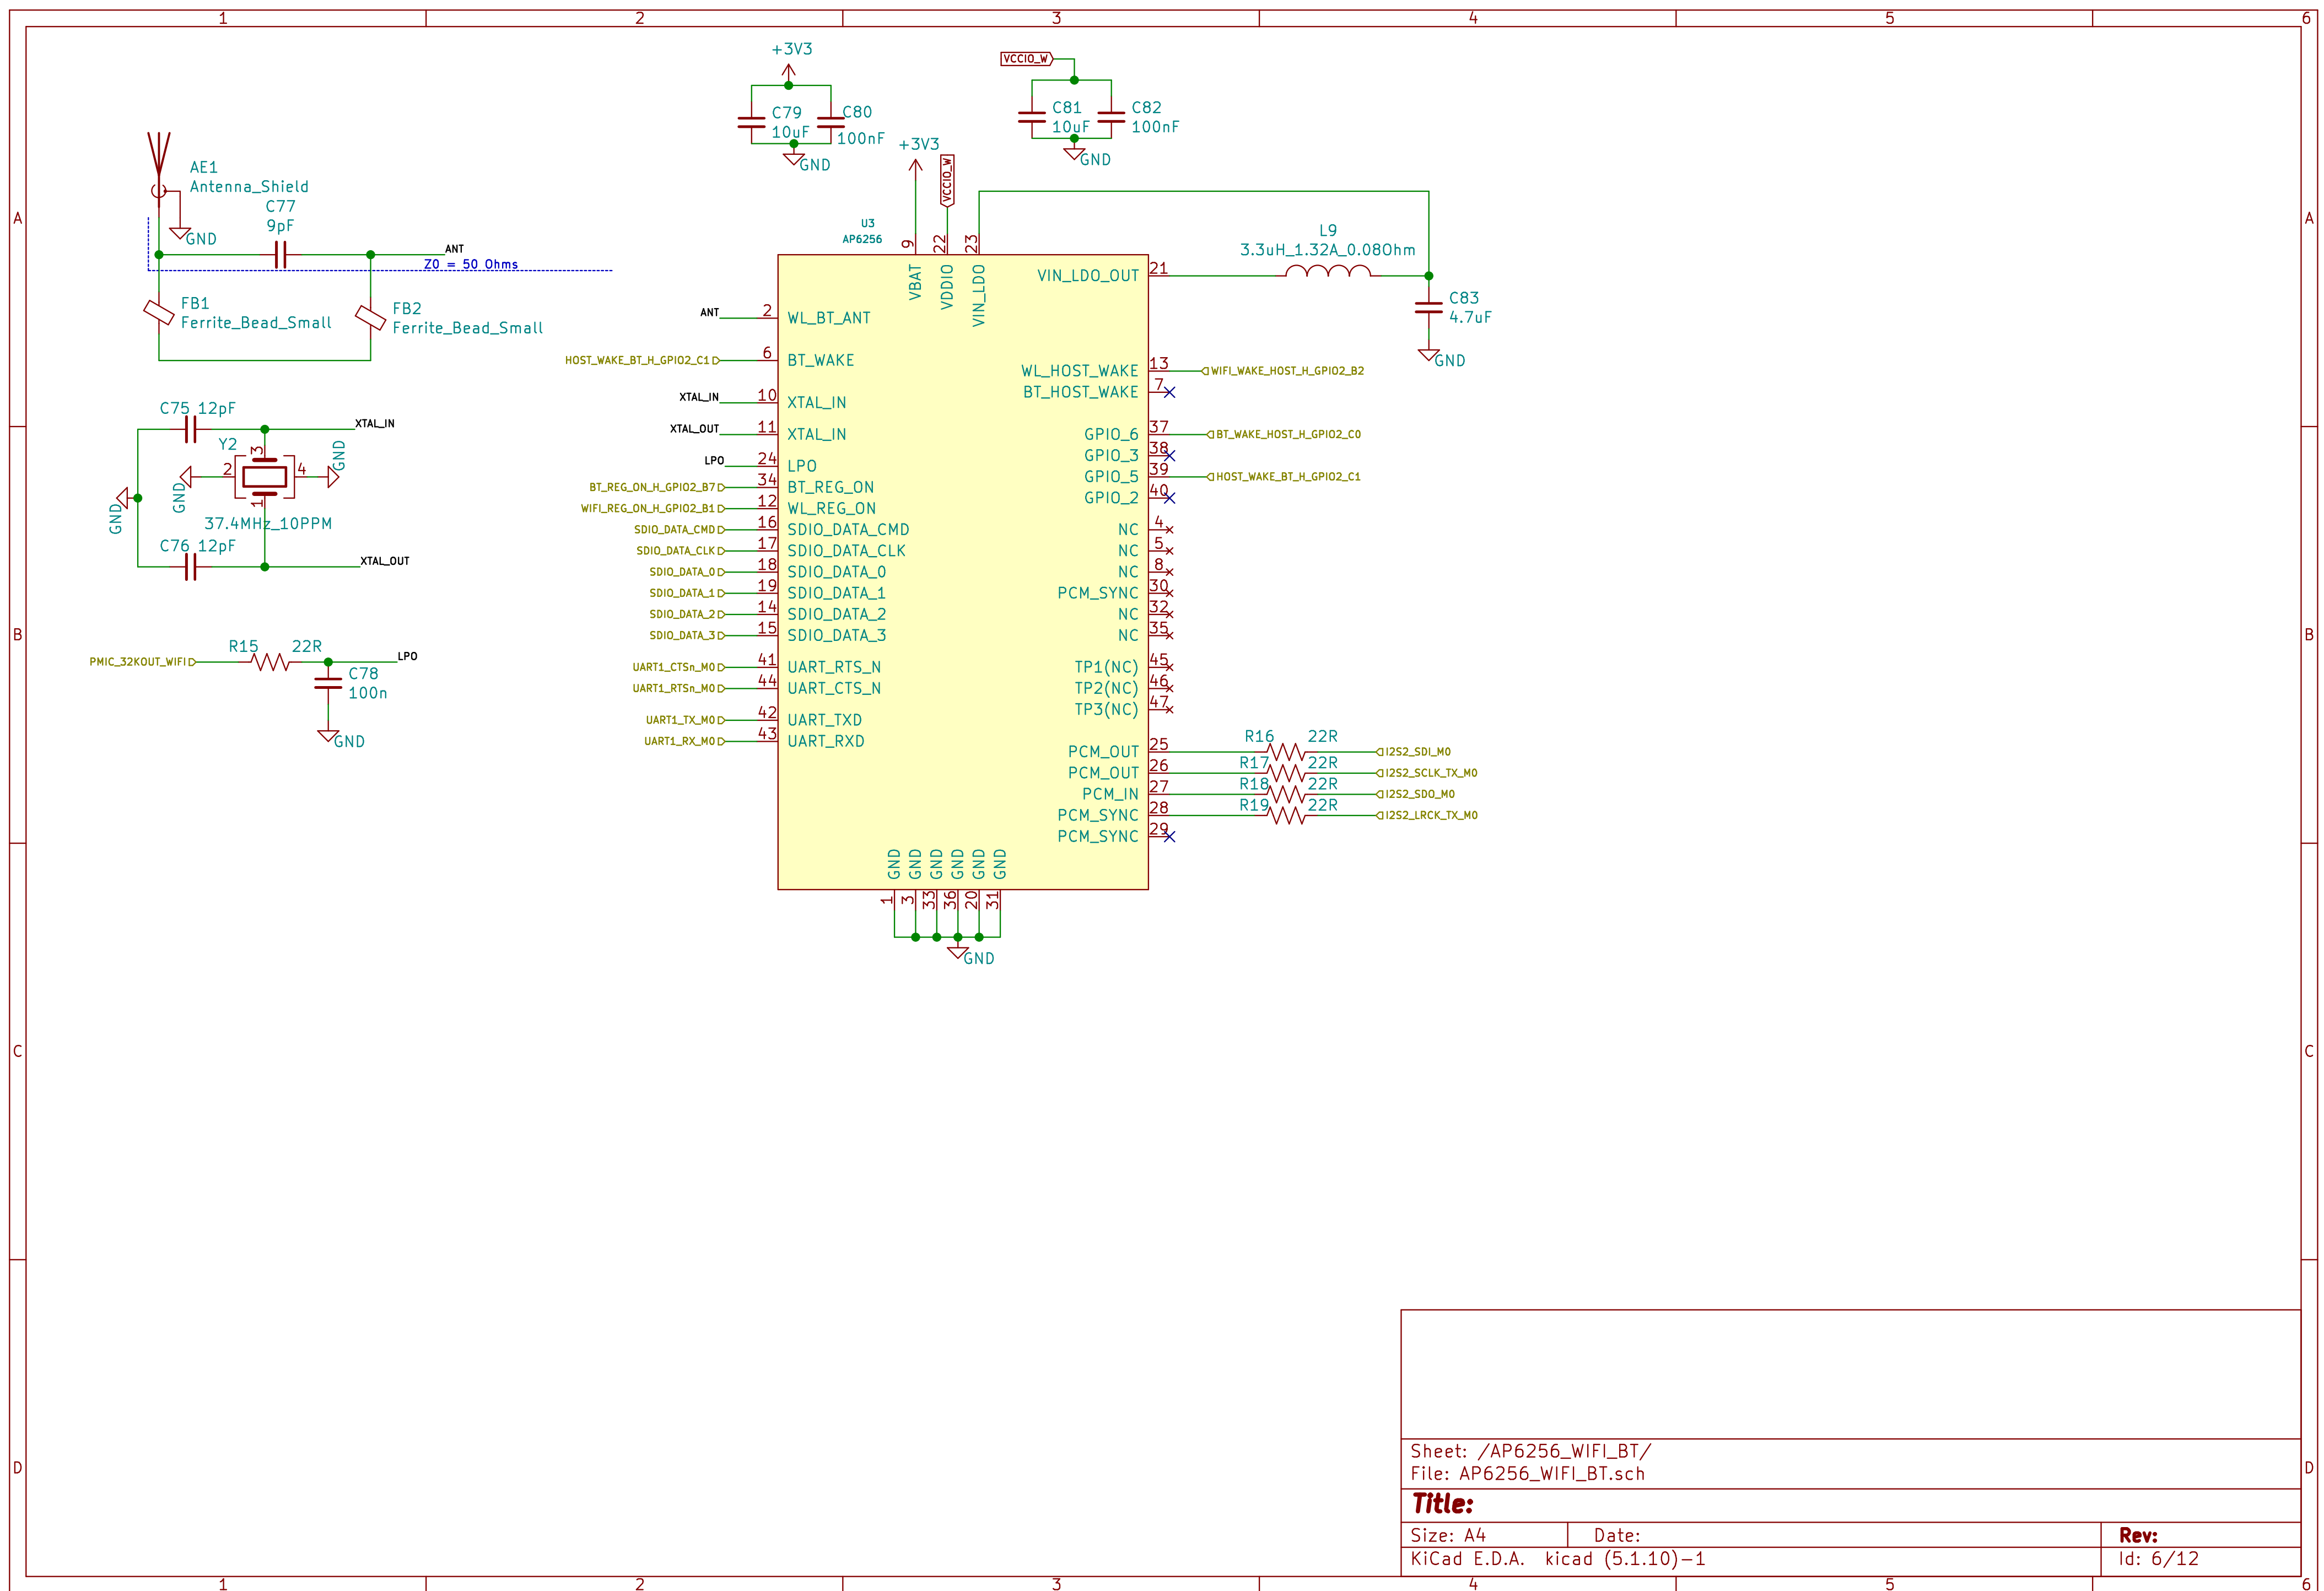 1 2 3 4 5 6
A
B
C
D
+3V3
C79
10uF
C80
100nF
GND
VCCIO_W
C81
10uF
C82
100nF
GND
AE1
Antenna_Shield
GND
C77
9pF
ANT
Z0 = 50 Ohms
FB1
Ferrite_Bead_Small
FB2
Ferrite_Bead_Small
C75 12pF
XTAL_IN
Y2
3
2
4
1
GND
GND
GND
37.4MHz_10PPM
C76 12pF
XTAL_OUT
PMIC_32KOUT_WIFI
R15 22R
LPO
C78
100n
GND
+3V3
VCCIO_W
U3
AP6256
9 VBAT
22 VDDIO
23 VIN_LDO
ANT 2 WL_BT_ANT
HOST_WAKE_BT_H_GPIO2_C1 6 BT_WAKE
XTAL_IN 10 XTAL_IN
XTAL_OUT 11 XTAL_IN
LPO 24 LPO
BT_REG_ON_H_GPIO2_B7 34 BT_REG_ON
WIFI_REG_ON_H_GPIO2_B1 12 WL_REG_ON
SDIO_DATA_CMD 16 SDIO_DATA_CMD
SDIO_DATA_CLK 17 SDIO_DATA_CLK
SDIO_DATA_0 18 SDIO_DATA_0
SDIO_DATA_1 19 SDIO_DATA_1
SDIO_DATA_2 14 SDIO_DATA_2
SDIO_DATA_3 15 SDIO_DATA_3
UART1_CTSn_M0 41 UART_RTS_N
UART1_RTSn_M0 44 UART_CTS_N
UART1_TX_M0 42 UART_TXD
UART1_RX_M0 43 UART_RXD
VIN_LDO_OUT 21
L9
3.3uH_1.32A_0.08Ohm
C83
4.7uF
GND
WL_HOST_WAKE 13 WIFI_WAKE_HOST_H_GPIO2_B2
BT_HOST_WAKE 7
GPIO_6 37 BT_WAKE_HOST_H_GPIO2_C0
GPIO_3 38
GPIO_5 39 HOST_WAKE_BT_H_GPIO2_C1
GPIO_2 40
NC 4
NC 5
NC 8
PCM_SYNC 30
NC 32
NC 35
TP1(NC) 45
TP2(NC) 46
TP3(NC) 47
PCM_OUT 25 R16 22R I2S2_SDI_M0
PCM_OUT 26 R17 22R I2S2_SCLK_TX_M0
PCM_IN 27 R18 22R I2S2_SDO_M0
PCM_SYNC 28 R19 22R I2S2_LRCK_TX_M0
PCM_SYNC 29
GND GND GND GND GND GND
1 3 33 36 20 31
GND
Sheet: /AP6256_WIFI_BT/
File: AP6256_WIFI_BT.sch
Title:
Size: A4 Date: Rev:
KiCad E.D.A. kicad (5.1.10)-1 Id: 6/12
A
B
C
D
1 2 3 4 5 6